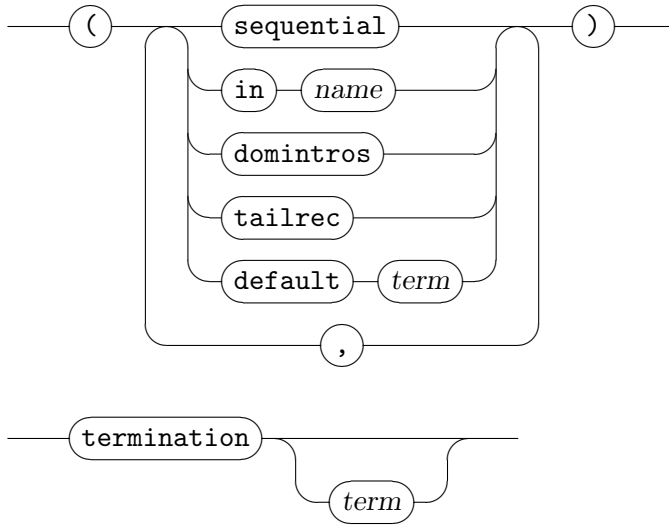 ( sequential )
in name
domintros
tailrec
default term
,
termination
term